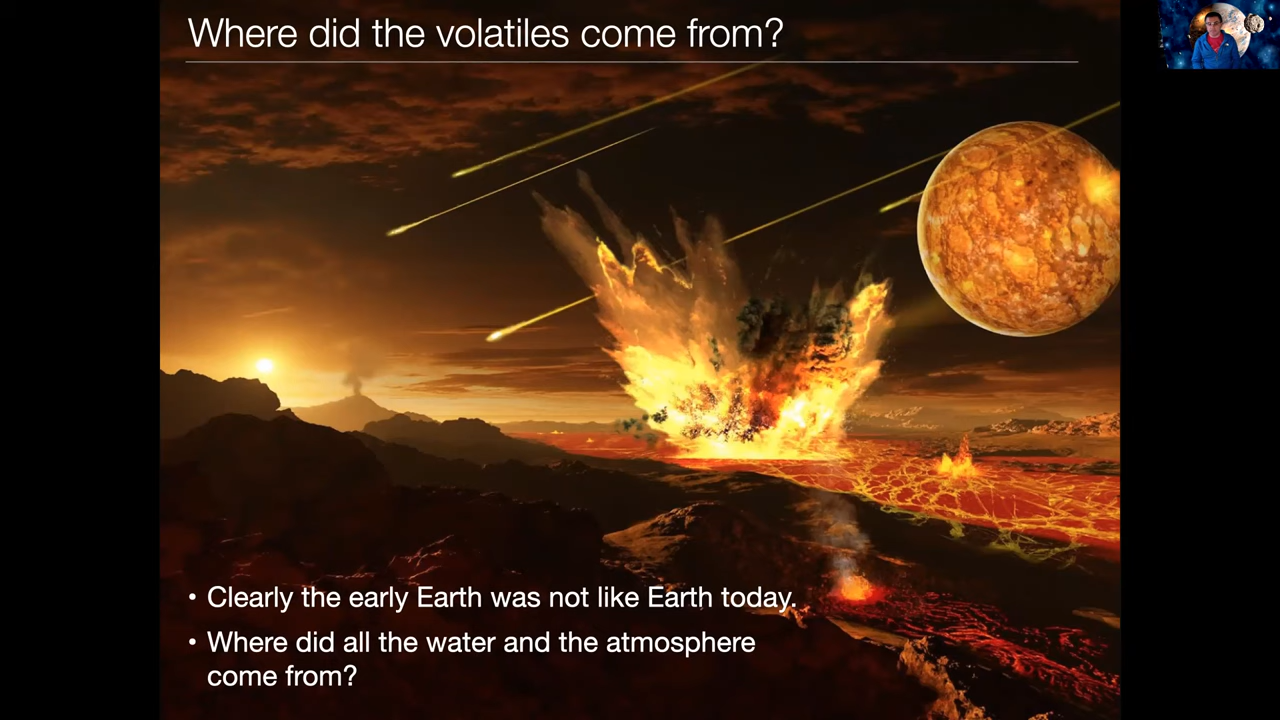 Where did the volatiles come from?
• Clearly the early Earth was not like Earth today.
• Where did all the water and the atmosphere
come from?